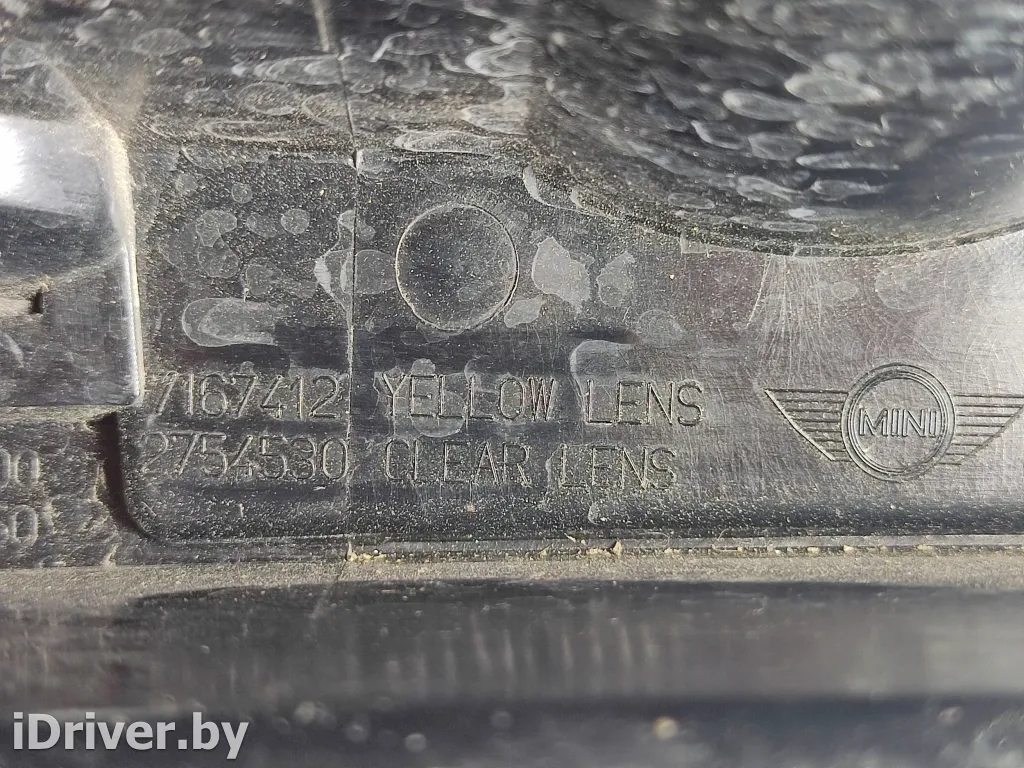 7167412 YELLOW LENS
2754530 CLEAR LENS
MINI
iDriver.by